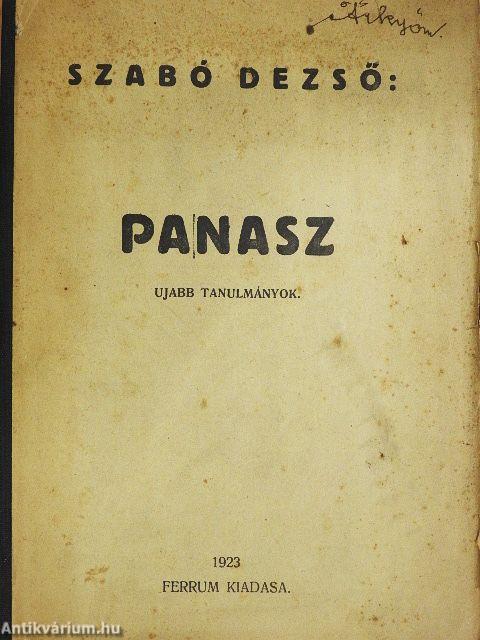 SZABÓ DEZSŐ:
PANASZ
UJABB TANULMÁNYOK.
1923
FERRUM KIADASA.
Antikvárium.hu